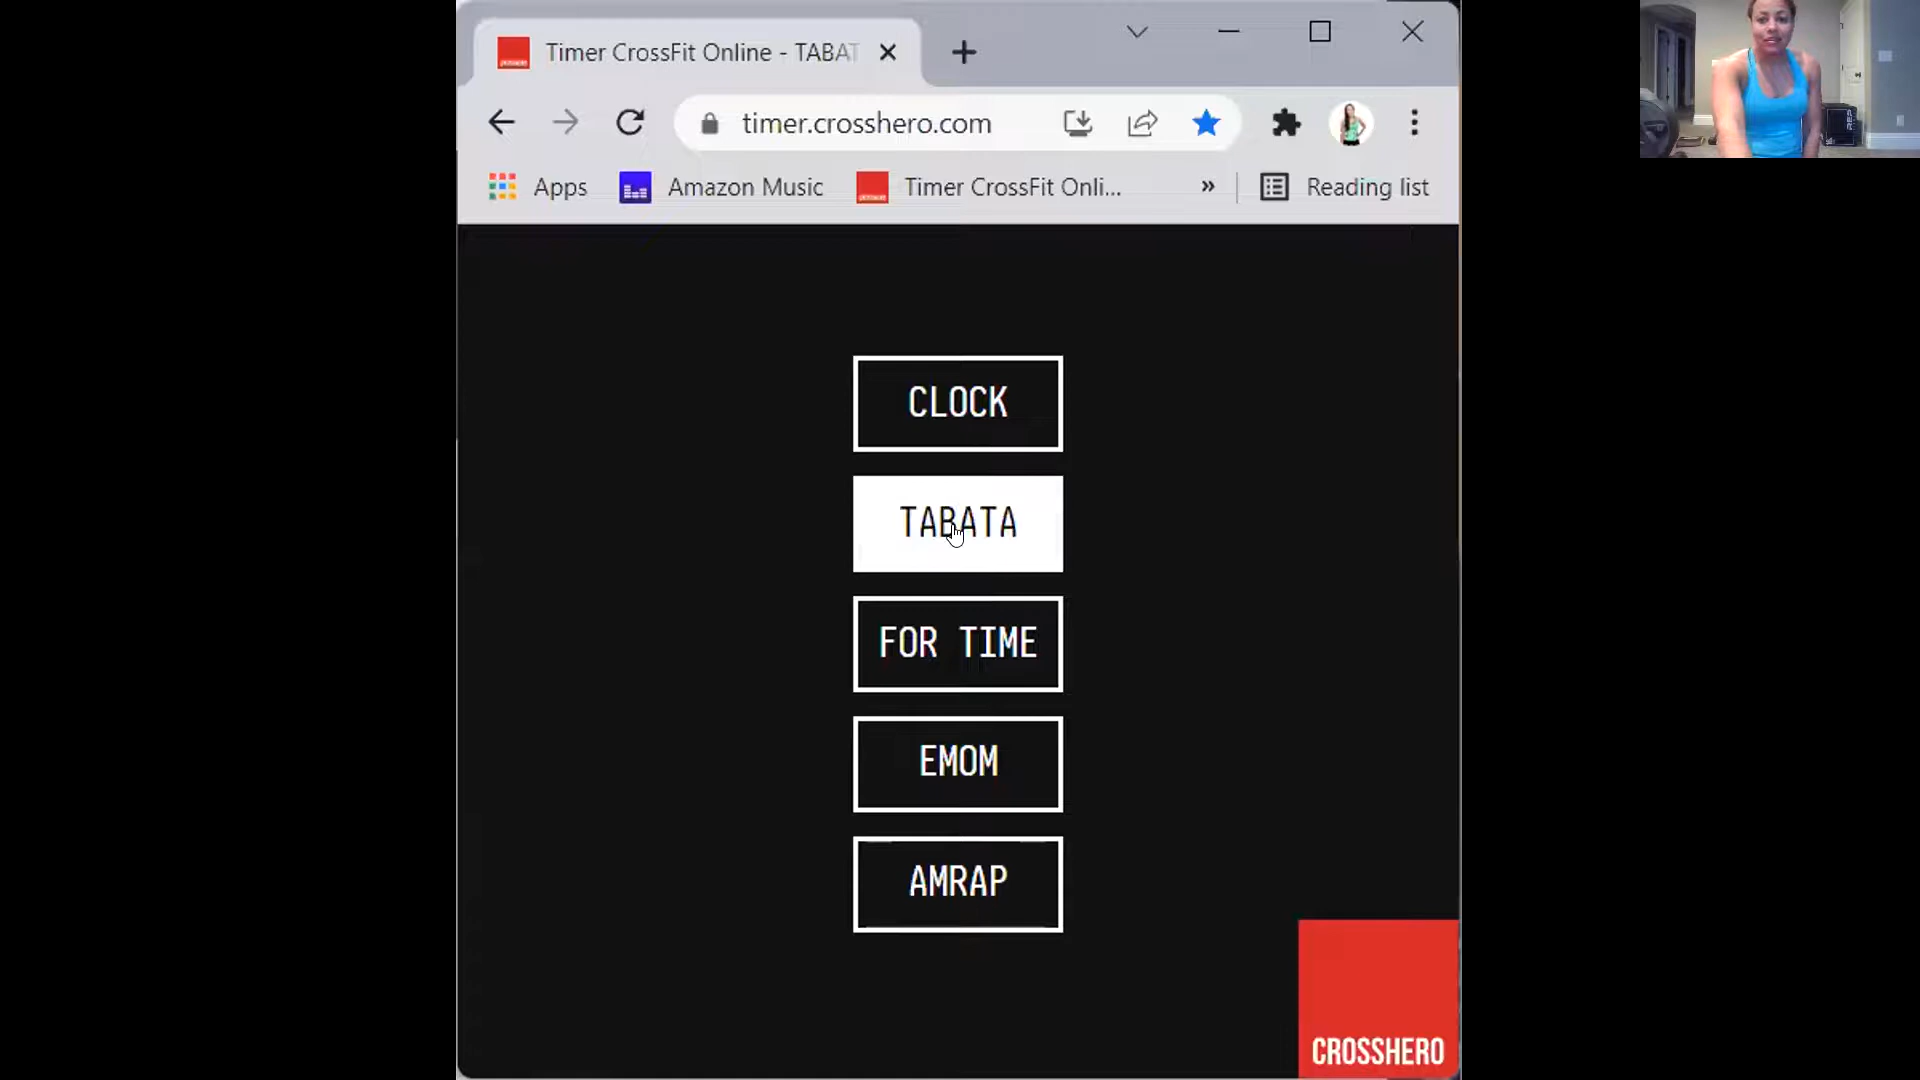 Timer CrossFit Online - TABAT
timer.crosshero.com
Apps
Amazon Music
Timer CrossFit Onli...
»
Reading list
CLOCK
TABATA
FOR TIME
EMOM
AMRAP
CROSSHERO
REP